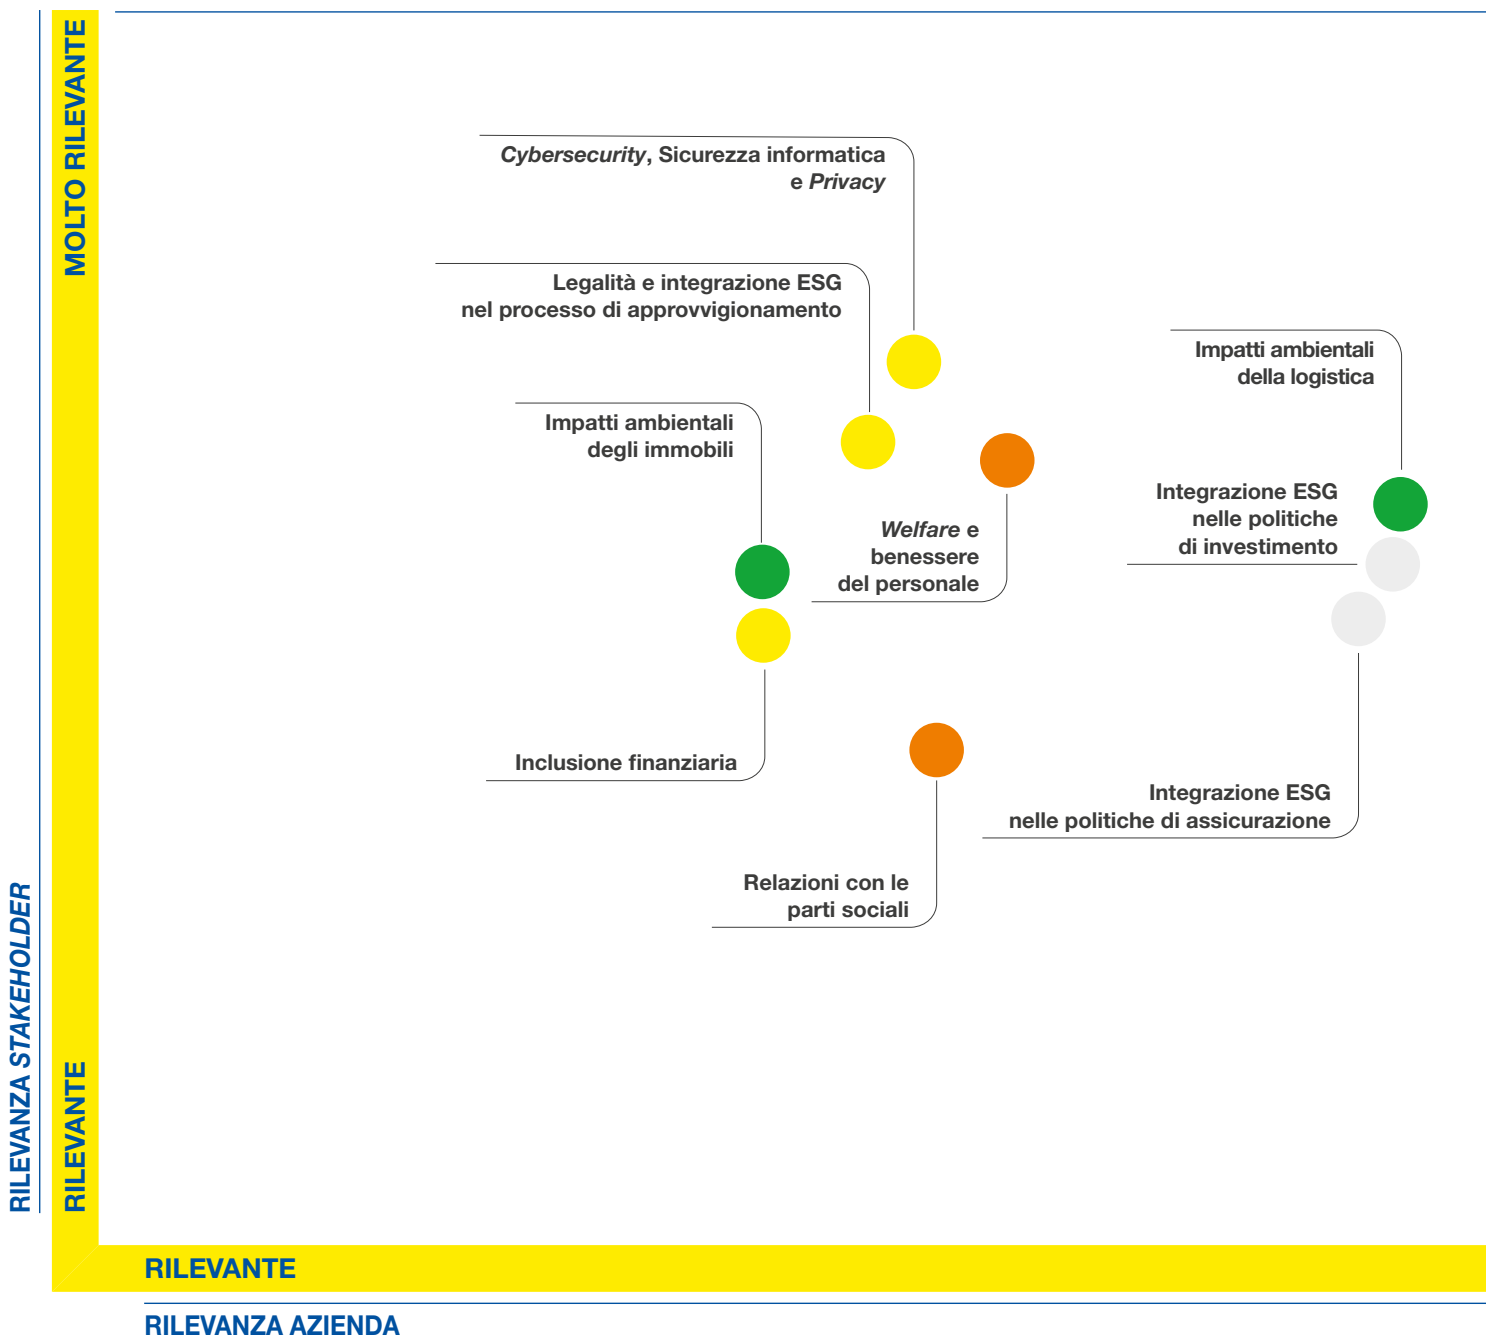 MOLTO RILEVANTE
Cybersecurity, Sicurezza informatica
e Privacy
Legalità e integrazione ESG
nel processo di approvvigionamento
Impatti ambientali
della logistica
Impatti ambientali
degli immobili
Integrazione ESG
nelle politiche
di investimento
Welfare e
benessere
del personale
Inclusione finanziaria
Integrazione ESG
nelle politiche di assicurazione
Relazioni con le
parti sociali
RILEVANZA STAKEHOLDER
RILEVANTE
RILEVANTE
RILEVANZA AZIENDA